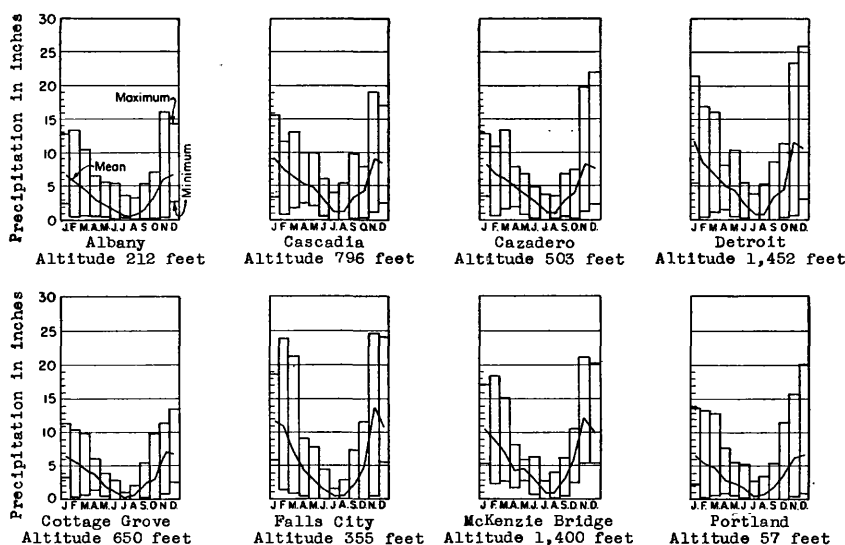 Precipitation in inches
30
25
20
15
10
5
0
Maximum
Mean
Minimum
J F M A M J J A S O N D
Albany
Altitude 212 feet
J F M A M J J A S O N D
Cascadia
Altitude 796 feet
J F. M A M J J A S O N D.
Cazadero
Altitude 503 feet
J F M A M J J A S O N D.
Detroit
Altitude 1,452 feet
Precipitation in inches
30
25
20
15
10
5
0
J F M A M J J A S O N D.
Cottage Grove
Altitude 650 feet
J F M A M J J A S O N D
Falls City
Altitude 355 feet
J F M A M J J A S O N D.
McKenzie Bridge
Altitude 1,400 feet
J F M A M J J A S O N D.
Portland
Altitude 57 feet